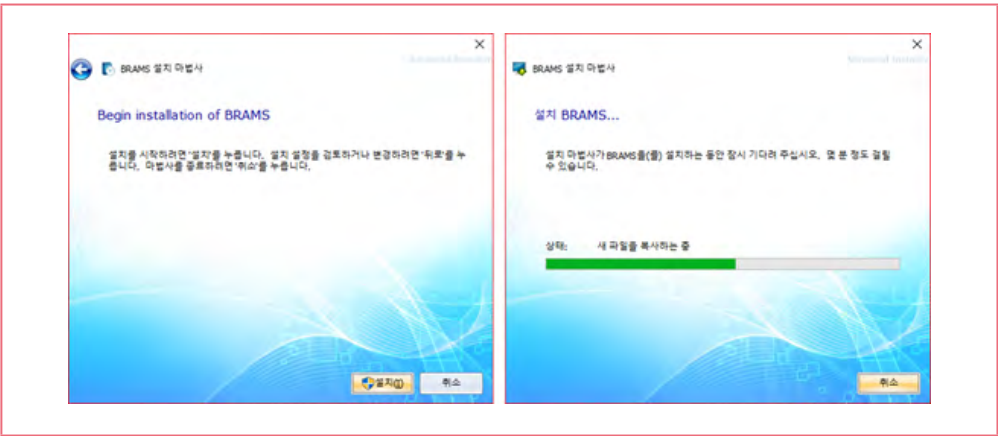 BRAMS 설치 마법사
Advanced Installer
Begin installation of BRAMS
설치를 시작하려면 '설치'를 누릅니다. 설치 설정을 검토하거나 변경하려면 '뒤로'를 누
릅니다. 마법사를 종료하려면 '취소'를 누릅니다.
설치(I)
취소
BRAMS 설치 마법사
Advanced Installer
설치 BRAMS...
설치 마법사가 BRAMS을(를) 설치하는 동안 잠시 기다려 주십시오. 몇 분 정도 걸릴
수 있습니다.
상태: 새 파일을 복사하는 중
취소